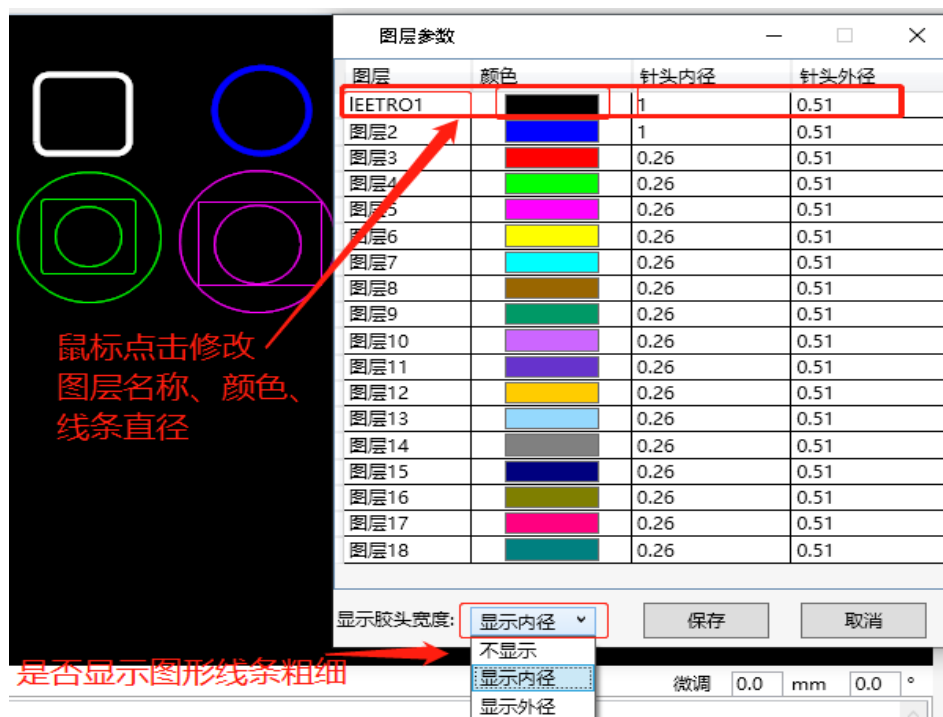 图层参数
图层 颜色 针头内径 针头外径
lEETRO1 1 0.51
图层2 1 0.51
图层3 0.26 0.51
图层4 0.26 0.51
图层5 0.26 0.51
图层6 0.26 0.51
图层7 0.26 0.51
图层8 0.26 0.51
图层9 0.26 0.51
图层10 0.26 0.51
图层11 0.26 0.51
图层12 0.26 0.51
图层13 0.26 0.51
图层14 0.26 0.51
图层15 0.26 0.51
图层16 0.26 0.51
图层17 0.26 0.51
图层18 0.26 0.51
鼠标点击修改
图层名称、颜色、
线条直径
显示胶头宽度: 显示内径 保存 取消
不显示
显示内径
显示外径
是否显示图形线条粗细
微调 0.0 mm 0.0 °